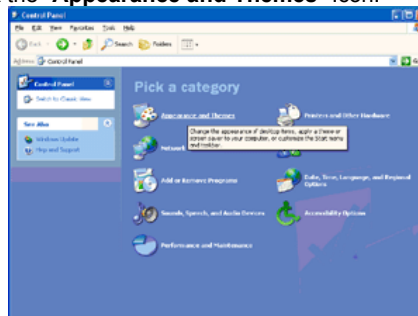 the "Appearance and Themes" icon.
Control Panel
File Edit View Favorites Tools Help
Back Search Folders
Address Control Panel Go
Control Panel
Switch to Classic View
See Also
Windows Update
Help and Support
Pick a category
Appearance and Themes
Printers and Other Hardware
Change the appearance of desktop items, apply a theme or
screen saver to your computer, or customize the Start menu
and taskbar.
Network
Add or Remove Programs
Date, Time, Language, and Regional
Options
Sounds, Speech, and Audio Devices
Accessibility Options
Performance and Maintenance